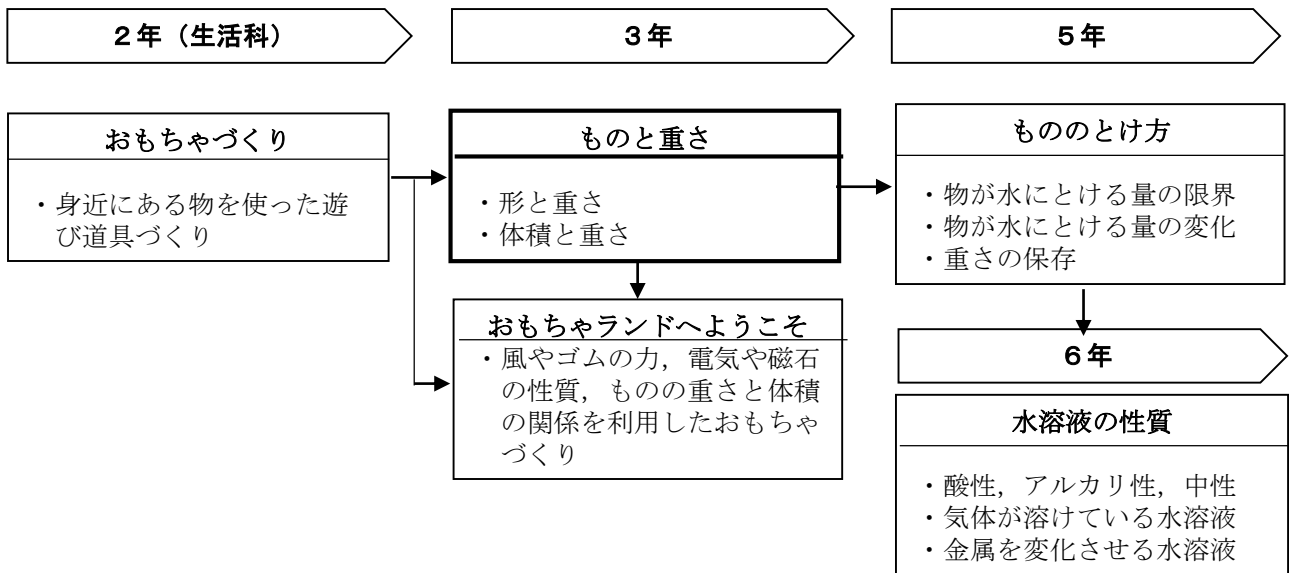 2年（生活科）
3年
5年
おもちゃづくり
・身近にある物を使った遊
び道具づくり
ものと重さ
・形と重さ
・体積と重さ
おもちゃランドへようこそ
・風やゴムの力，電気や磁石
の性質，ものの重さと体積
の関係を利用したおもちゃ
づくり
もののとけ方
・物が水にとける量の限界
・物が水にとける量の変化
・重さの保存
6年
水溶液の性質
・酸性，アルカリ性，中性
・気体が溶けている水溶液
・金属を変化させる水溶液